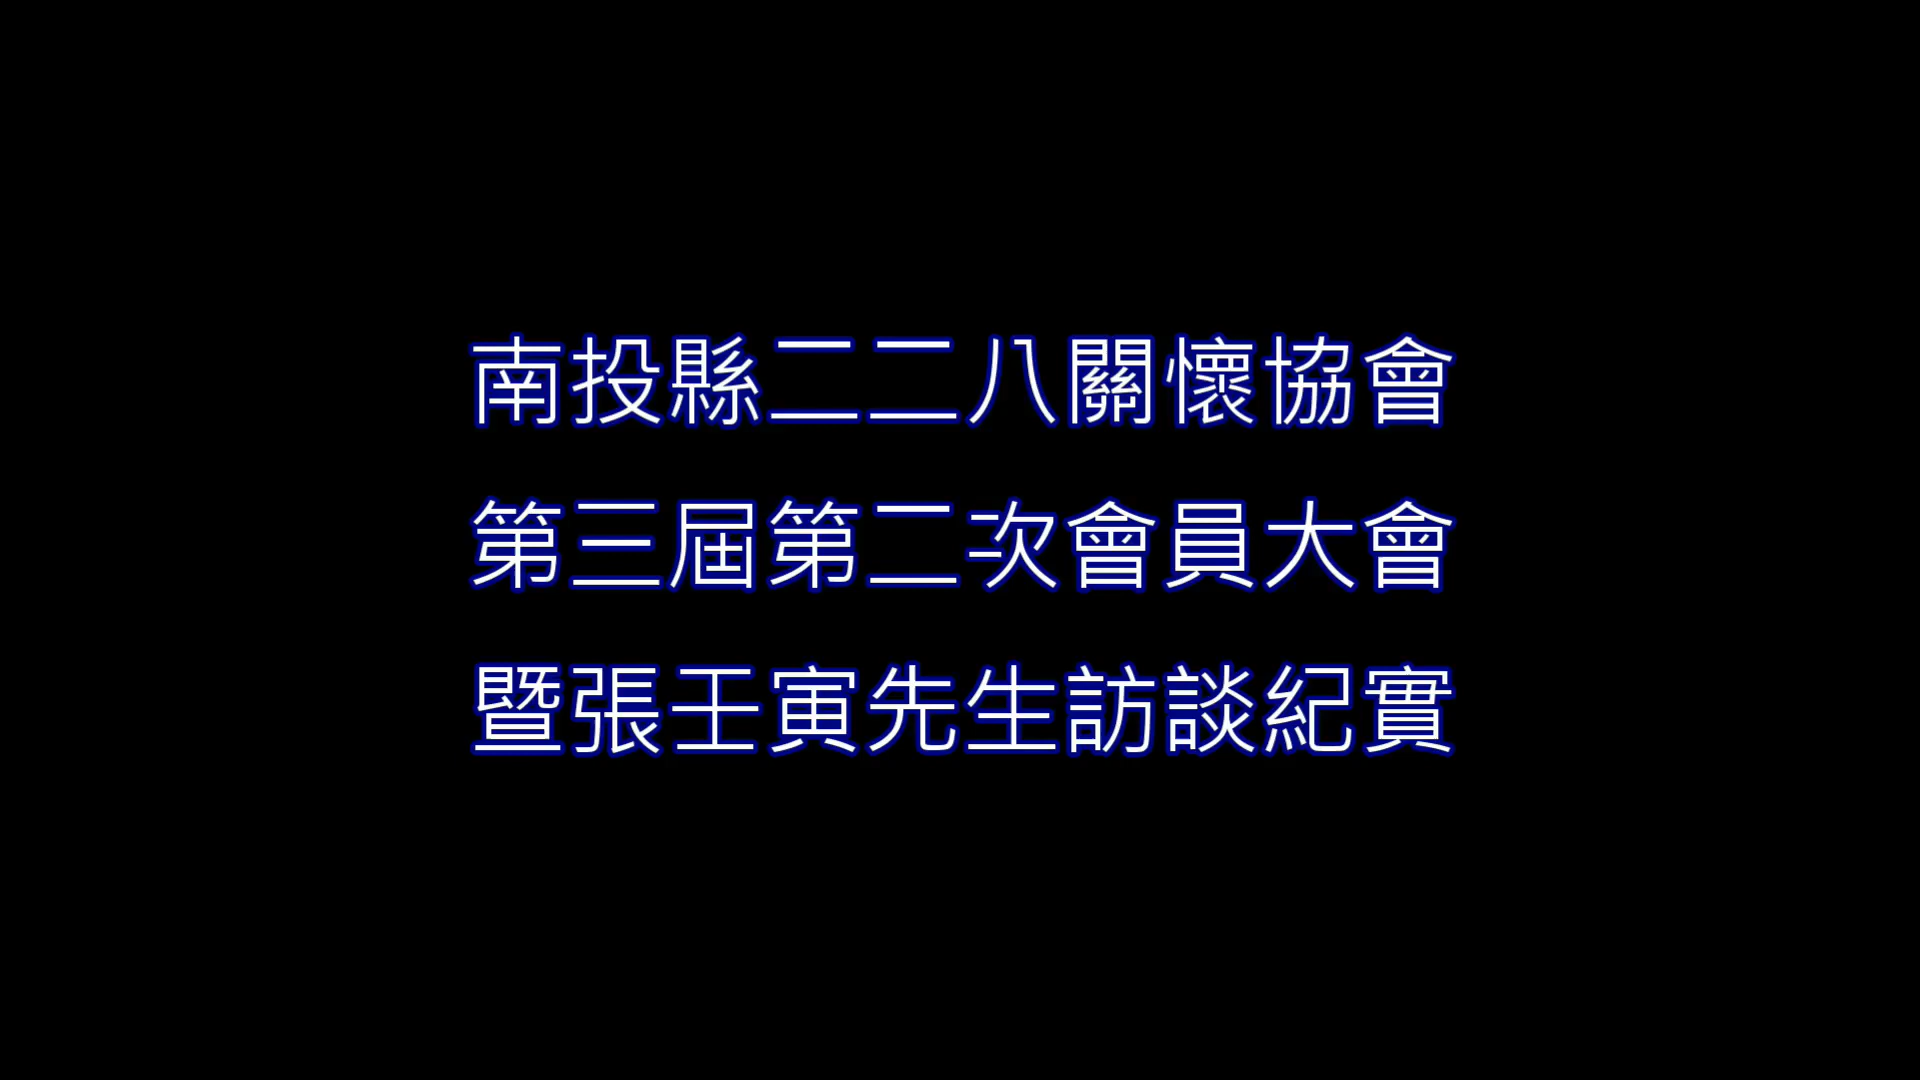 南投縣二二八關懷協會
第三屆第二次會員大會
暨張壬寅先生訪談紀實